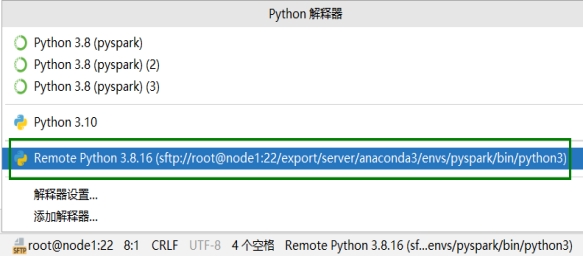 Python 解释器
Python 3.8 (pyspark)
Python 3.8 (pyspark) (2)
Python 3.8 (pyspark) (3)
Python 3.10
Remote Python 3.8.16 (sftp://root@node1:22/export/server/anaconda3/envs/pyspark/bin/python3)
解释器设置...
添加解释器...
SFTP root@node1:22 8:1 CRLF UTF-8 4 个空格 Remote Python 3.8.16 (sf...envs/pyspark/bin/python3)